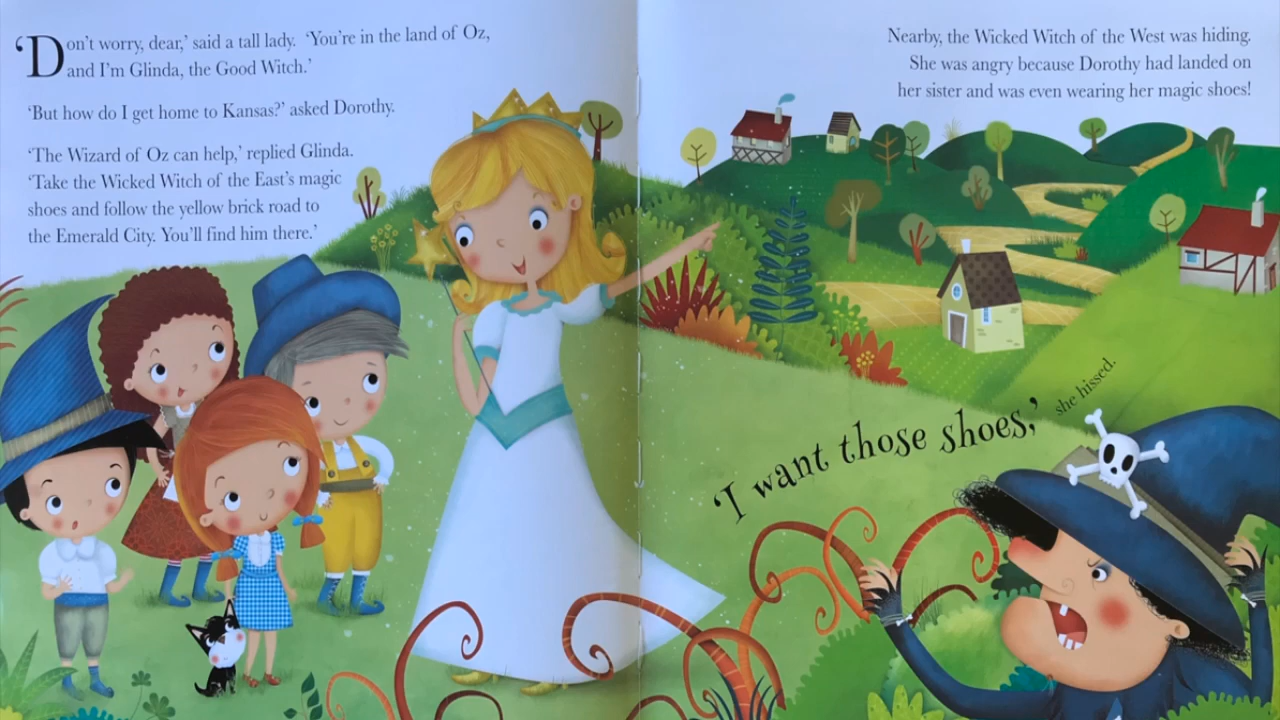 ‘Don’t worry, dear,’ said a tall lady. ‘You’re in the land of Oz,
and I’m Glinda, the Good Witch.’
‘But how do I get home to Kansas?’ asked Dorothy.
‘The Wizard of Oz can help,’ replied Glinda.
‘Take the Wicked Witch of the East’s magic
shoes and follow the yellow brick road to
the Emerald City. You’ll find him there.’
Nearby, the Wicked Witch of the West was hiding.
She was angry because Dorothy had landed on
her sister and was even wearing her magic shoes!
‘I want those shoes,’ she hissed.